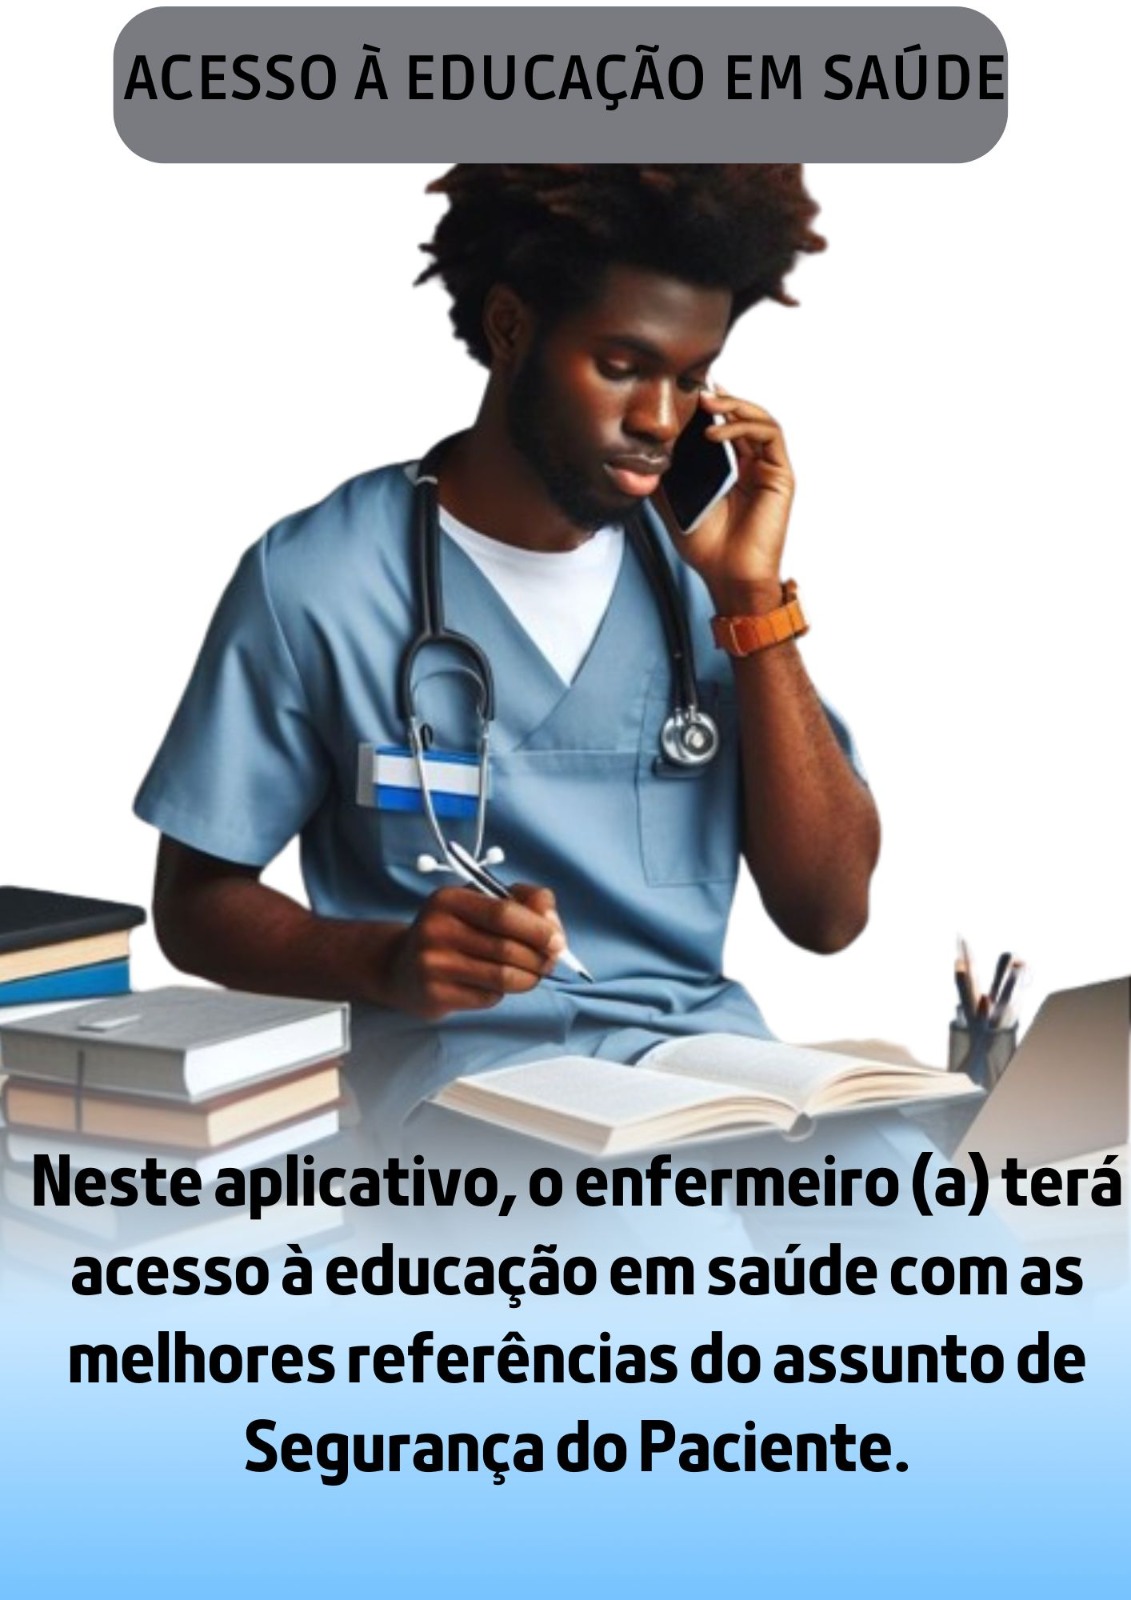 ACESSO À EDUCAÇÃO EM SAÚDE
Neste aplicativo, o enfermeiro (a) terá
acesso à educação em saúde com as
melhores referências do assunto de
Segurança do Paciente.